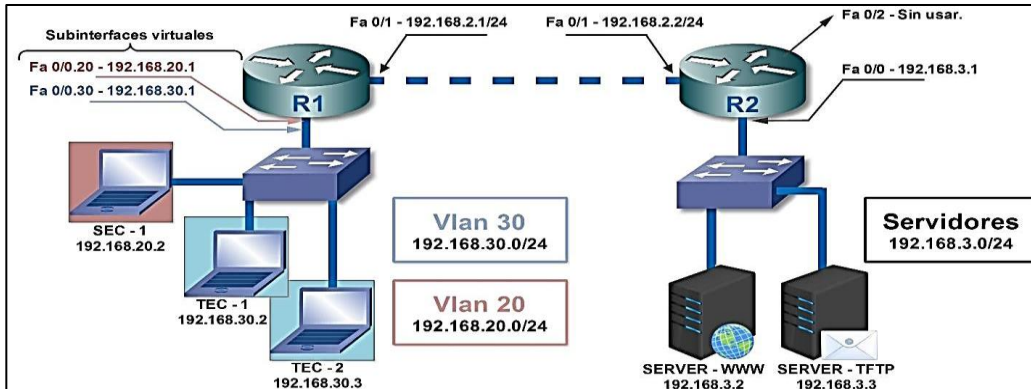 Subinterfaces virtuales
Fa 0/0.20 - 192.168.20.1
Fa 0/0.30 - 192.168.30.1
Fa 0/1 - 192.168.2.1/24
Fa 0/1 - 192.168.2.2/24
Fa 0/2 - Sin usar.
Fa 0/0 - 192.168.3.1
R1
R2
SEC - 1
192.168.20.2
TEC - 1
192.168.30.2
TEC - 2
192.168.30.3
Vlan 30
192.168.30.0/24
Vlan 20
192.168.20.0/24
Servidores
192.168.3.0/24
SERVER - WWW
192.168.3.2
SERVER - TFTP
192.168.3.3